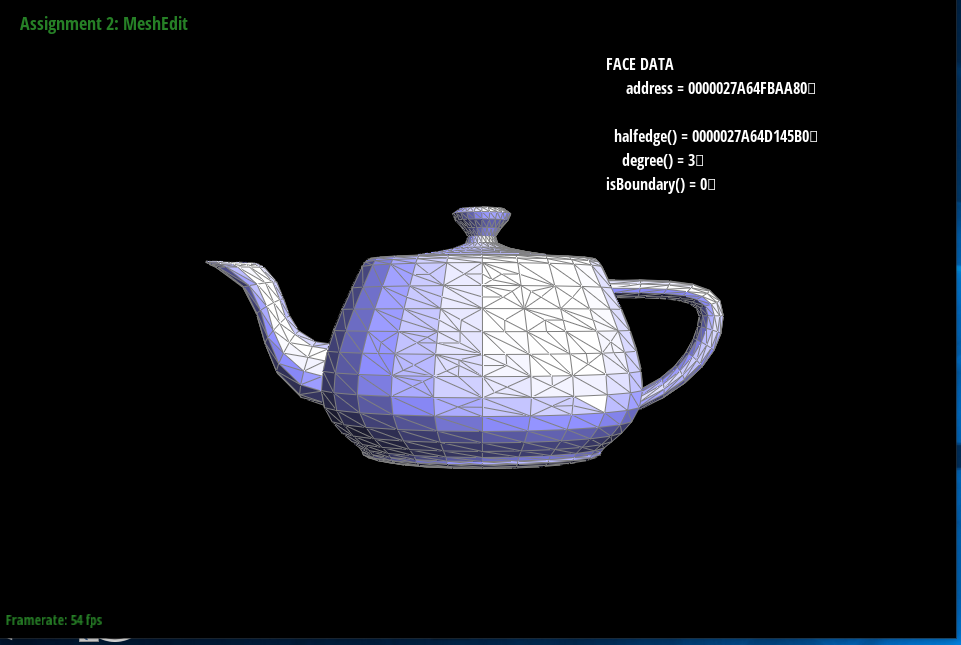 Assignment 2: MeshEdit
FACE DATA
address = 0000027A64FBAA80▯
halfedge() = 0000027A64D145B0▯
degree() = 3▯
isBoundary() = 0▯
Framerate: 54 fps